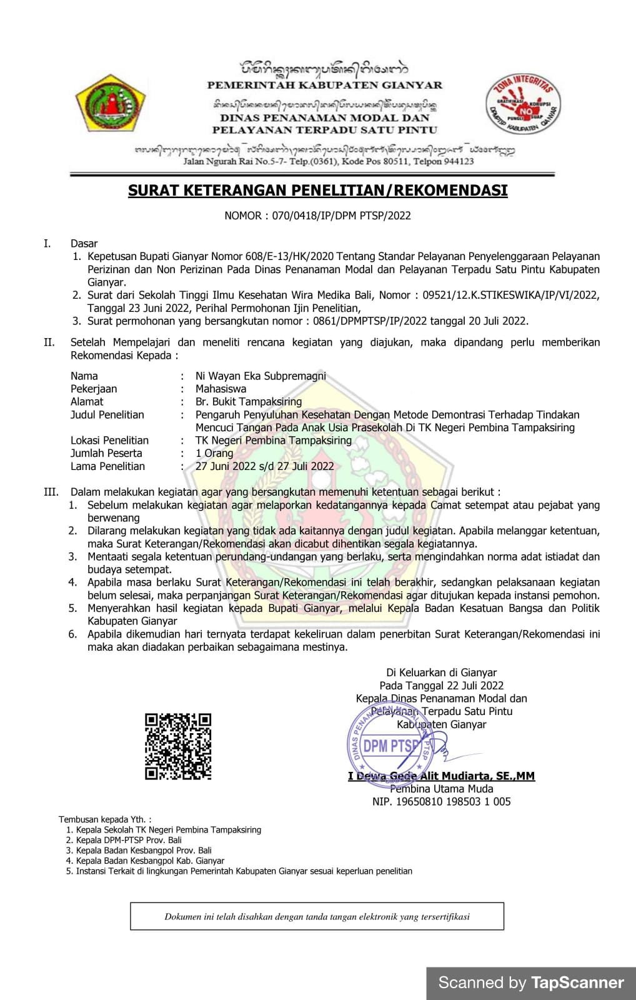 PEMERINTAH KABUPATEN GIANYAR
DINAS PENANAMAN MODAL DAN
PELAYANAN TERPADU SATU PINTU
Jalan Ngurah Rai No.5-7- Telp.(0361), Kode Pos 80511, Telpon 944123
ZONA INTEGRITAS
GRATIFIKASI KORUPSI
NO
PUNGLI SUAP
DPMPTSP KABUPATEN GIANYAR
SURAT KETERANGAN PENELITIAN/REKOMENDASI
NOMOR : 070/0418/IP/DPM PTSP/2022
I. Dasar
1. Kepetusan Bupati Gianyar Nomor 608/E-13/HK/2020 Tentang Standar Pelayanan Penyelenggaraan Pelayanan
Perizinan dan Non Perizinan Pada Dinas Penanaman Modal dan Pelayanan Terpadu Satu Pintu Kabupaten
Gianyar.
2. Surat dari Sekolah Tinggi Ilmu Kesehatan Wira Medika Bali, Nomor : 09521/12.K.STIKESWIKA/IP/VI/2022,
Tanggal 23 Juni 2022, Perihal Permohonan Ijin Penelitian,
3. Surat permohonan yang bersangkutan nomor : 0861/DPMPTSP/IP/2022 tanggal 20 Juli 2022.
II. Setelah Mempelajari dan meneliti rencana kegiatan yang diajukan, maka dipandang perlu memberikan
Rekomendasi Kepada :
Nama : Ni Wayan Eka Subpremagni
Pekerjaan : Mahasiswa
Alamat : Br. Bukit Tampaksiring
Judul Penelitian : Pengaruh Penyuluhan Kesehatan Dengan Metode Demontrasi Terhadap Tindakan
Mencuci Tangan Pada Anak Usia Prasekolah Di TK Negeri Pembina Tampaksiring
Lokasi Penelitian : TK Negeri Pembina Tampaksiring
Jumlah Peserta : 1 Orang
Lama Penelitian : 27 Juni 2022 s/d 27 Juli 2022
III. Dalam melakukan kegiatan agar yang bersangkutan memenuhi ketentuan sebagai berikut :
1. Sebelum melakukan kegiatan agar melaporkan kedatangannya kepada Camat setempat atau pejabat yang
berwenang
2. Dilarang melakukan kegiatan yang tidak ada kaitannya dengan judul kegiatan. Apabila melanggar ketentuan,
maka Surat Keterangan/Rekomendasi akan dicabut dihentikan segala kegiatannya.
3. Mentaati segala ketentuan perundang-undangan yang berlaku, serta mengindahkan norma adat istiadat dan
budaya setempat.
4. Apabila masa berlaku Surat Keterangan/Rekomendasi ini telah berakhir, sedangkan pelaksanaan kegiatan
belum selesai, maka perpanjangan Surat Keterangan/Rekomendasi agar ditujukan kepada instansi pemohon.
5. Menyerahkan hasil kegiatan kepada Bupati Gianyar, melalui Kepala Badan Kesatuan Bangsa dan Politik
Kabupaten Gianyar
6. Apabila dikemudian hari ternyata terdapat kekeliruan dalam penerbitan Surat Keterangan/Rekomendasi ini
maka akan diadakan perbaikan sebagaimana mestinya.
Di Keluarkan di Gianyar
Pada Tanggal 22 Juli 2022
Kepala Dinas Penanaman Modal dan
Pelayanan Terpadu Satu Pintu
Kabupaten Gianyar
DPM PTSP
I Dewa Gede Alit Mudiarta, SE.,MM
Pembina Utama Muda
NIP. 19650810 198503 1 005
Tembusan kepada Yth. :
1. Kepala Sekolah TK Negeri Pembina Tampaksiring
2. Kepala DPM-PTSP Prov. Bali
3. Kepala Badan Kesbangpol Prov. Bali
4. Kepala Badan Kesbangpol Kab. Gianyar
5. Instansi Terkait di lingkungan Pemerintah Kabupaten Gianyar sesuai keperluan penelitian
Dokumen ini telah disahkan dengan tanda tangan elektronik yang tersertifikasi
Scanned by TapScanner